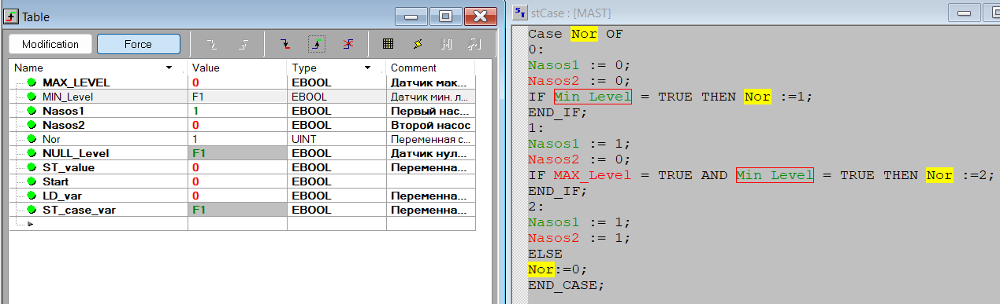 Table
Modification Force
Name Value Type Comment
MAX_LEVEL 0 EBOOL Датчик мак...
MIN_Level F1 EBOOL Датчик мин. л...
Nasos1 1 EBOOL Первый нас...
Nasos2 0 EBOOL Второй насос
Nor 1 UINT Переменная с...
NULL_Level F1 EBOOL Датчик нул...
ST_value 0 EBOOL Переменна...
Start 0 EBOOL
LD_var 0 EBOOL Переменна...
ST_case_var F1 EBOOL Переменна...
stCase : [MAST]
Case Nor OF
0:
Nasos1 := 0;
Nasos2 := 0;
IF Min_Level = TRUE THEN Nor :=1;
END_IF;
1:
Nasos1 := 1;
Nasos2 := 0;
IF MAX_Level = TRUE AND Min_Level = TRUE THEN Nor :=2;
END_IF;
2:
Nasos1 := 1;
Nasos2 := 1;
ELSE
Nor:=0;
END_CASE;